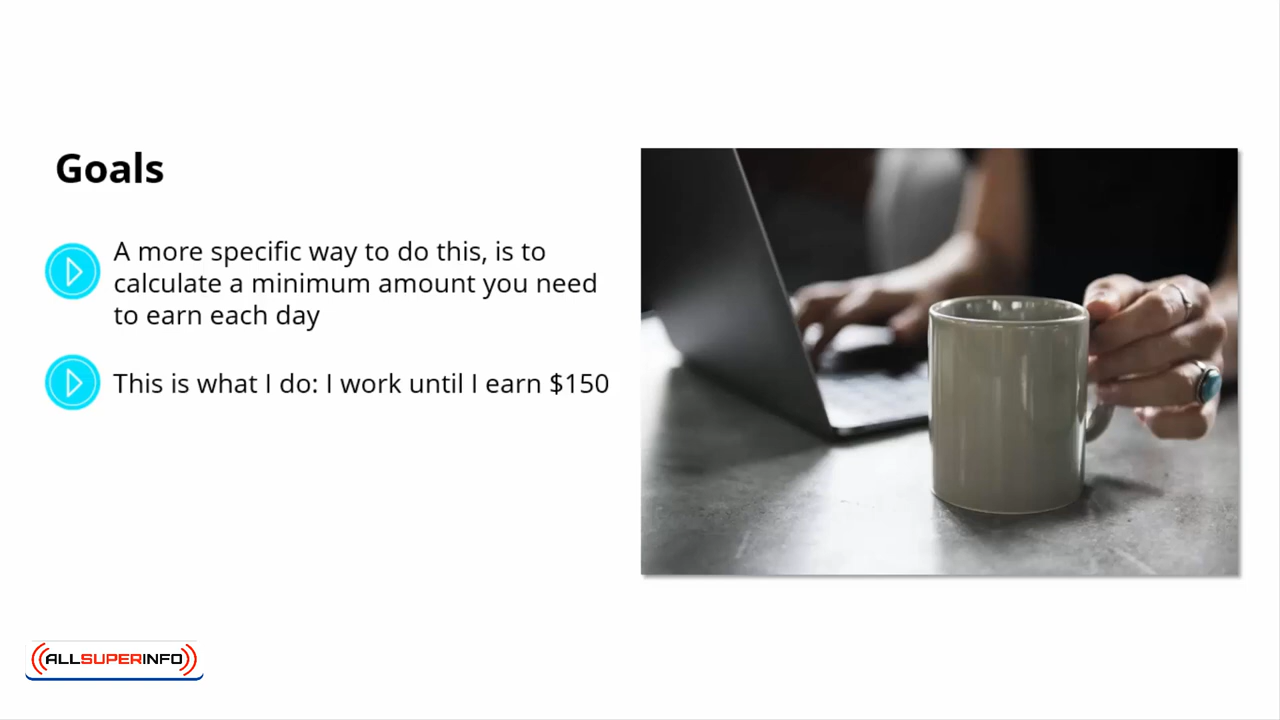 Goals
A more specific way to do this, is to
calculate a minimum amount you need
to earn each day
This is what I do: I work until I earn $150
ALLSUPERINFO